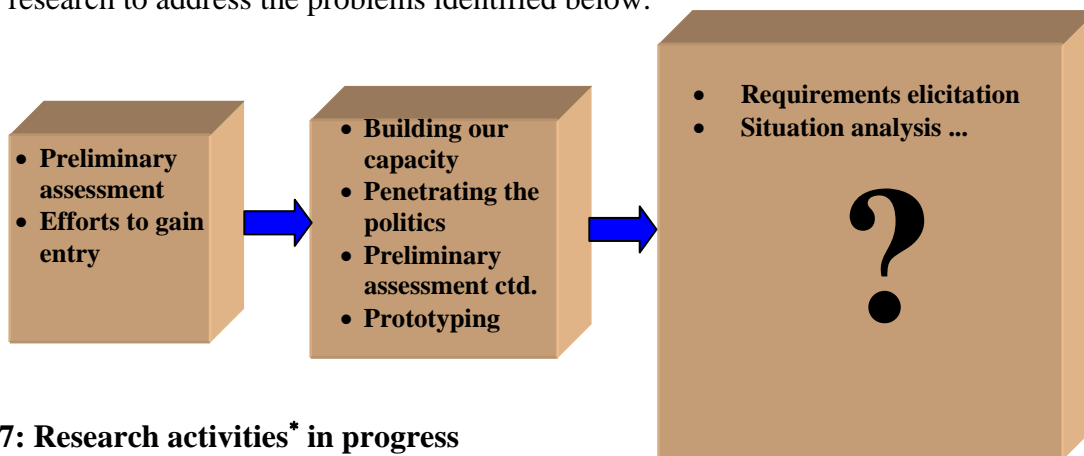 research to address the problems identified below.
• Preliminary
assessment
• Efforts to gain
entry
• Building our
capacity
• Penetrating the
politics
• Preliminary
assessment ctd.
• Prototyping
• Requirements elicitation
• Situation analysis ...
?
7: Research activities* in progress